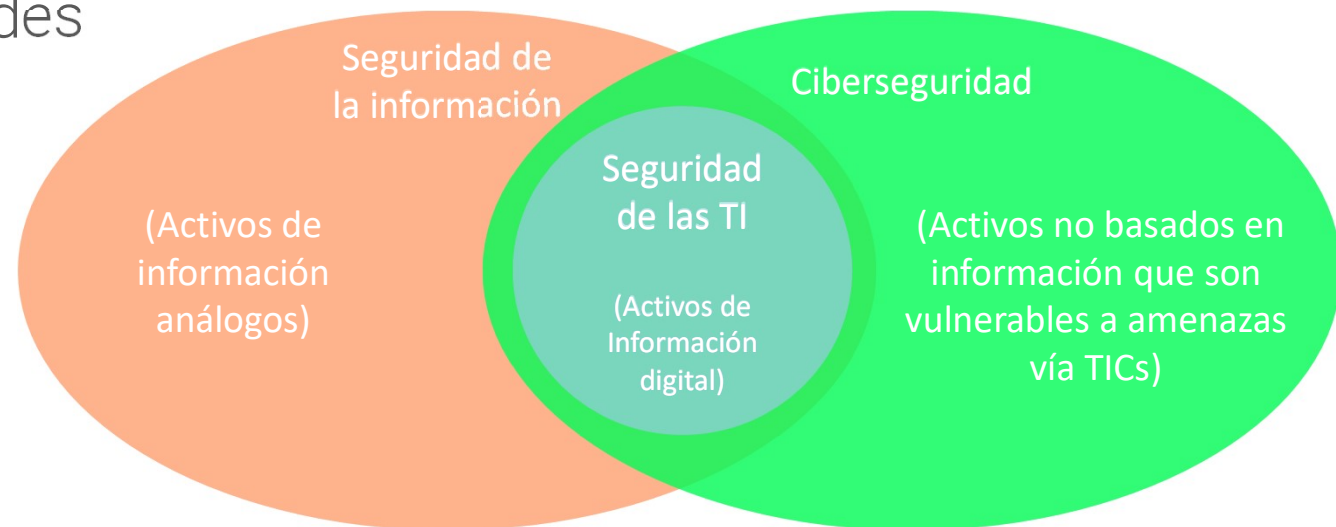 des
Seguridad de
la información
(Activos de
información
análogos)
Seguridad
de las TI
(Activos de
Información
digital)
Ciberseguridad
(Activos no basados en
información que son
vulnerables a amenazas
vía TICs)